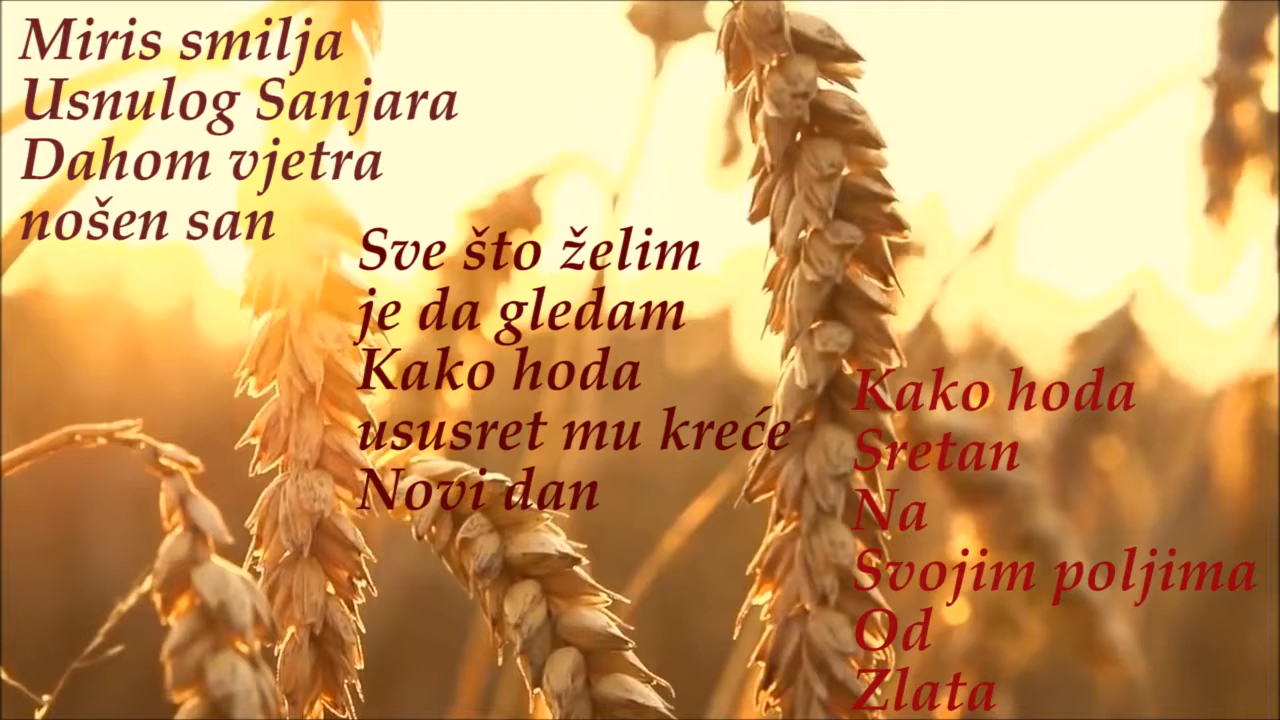 Miris smilja
Usnulog Sanjara
Dahom vjetra
nošen san
Sve što želim
je da gledam
Kako hoda
ususret mu kreće
Novi dan
Kako hoda
Sretan
Na
Svojim poljima
Od
Zlata